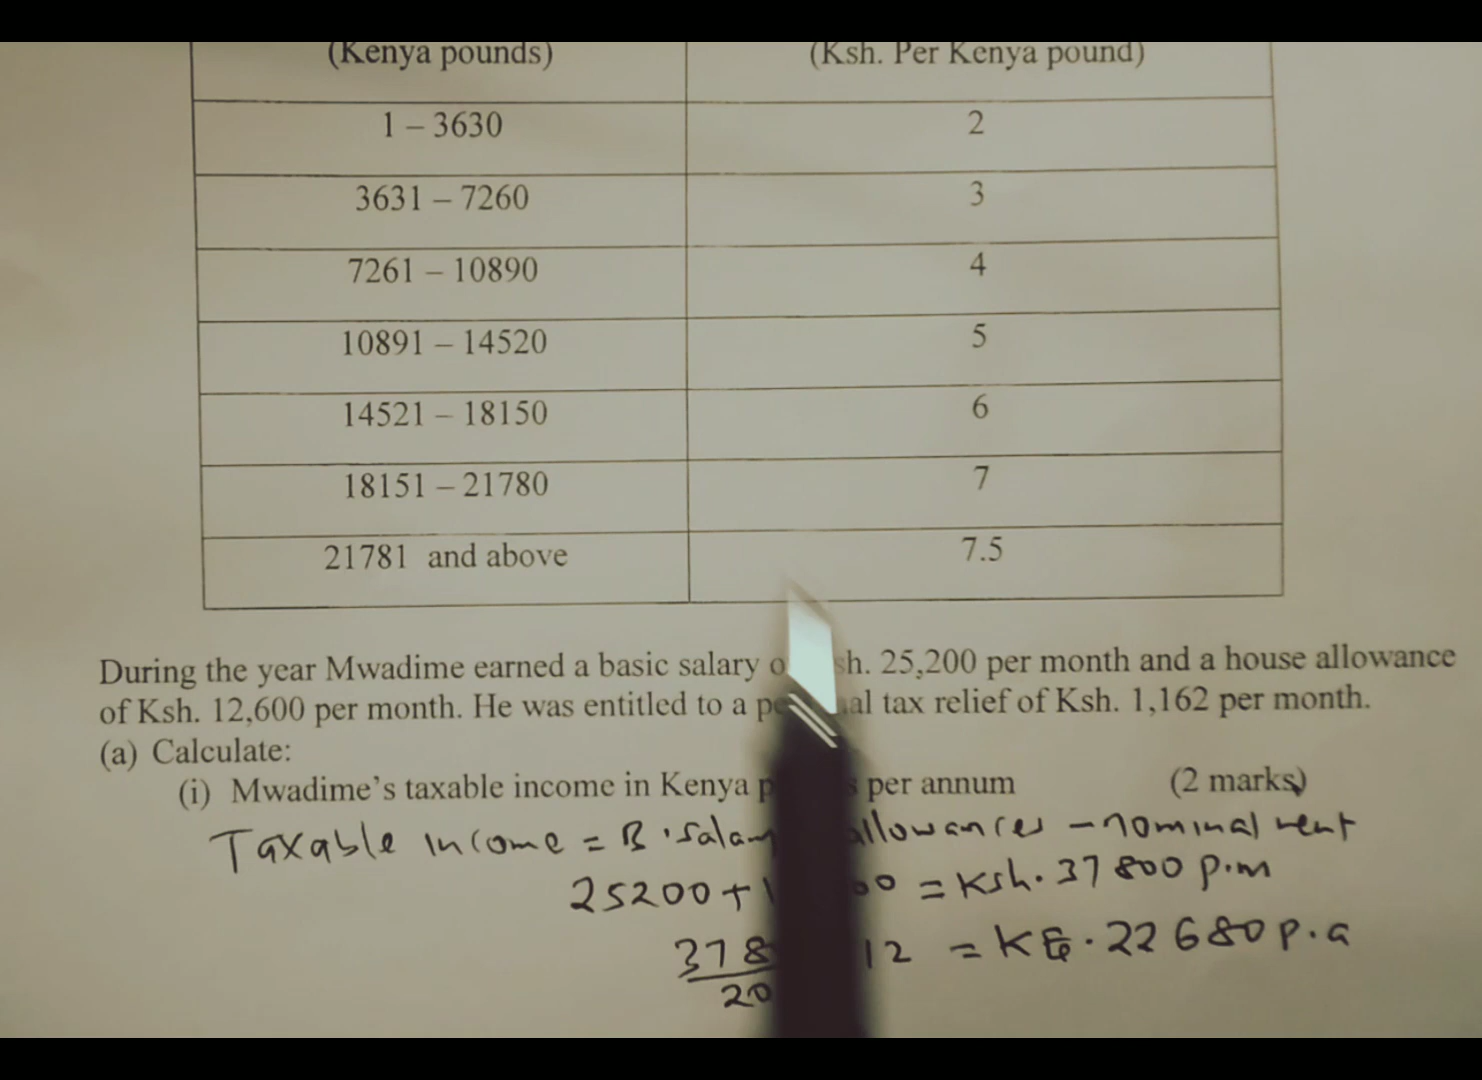 (Kenya pounds) (Ksh. Per Kenya pound)
1 – 3630 2
3631 – 7260 3
7261 – 10890 4
10891 – 14520 5
14521 – 18150 6
18151 – 21780 7
21781 and above 7.5
During the year Mwadime earned a basic salary sh. 25,200 per month and a house allowance
of Ksh. 12,600 per month. He was entitled to a al tax relief of Ksh. 1,162 per month.
(a) Calculate:
(i) Mwadime's taxable income in Kenya per annum (2 marks)
Taxable income = B. salary allowances - nominal rent
25200 + = Ksh. 37800 p.m
12 = K£. 22680 p.a
20